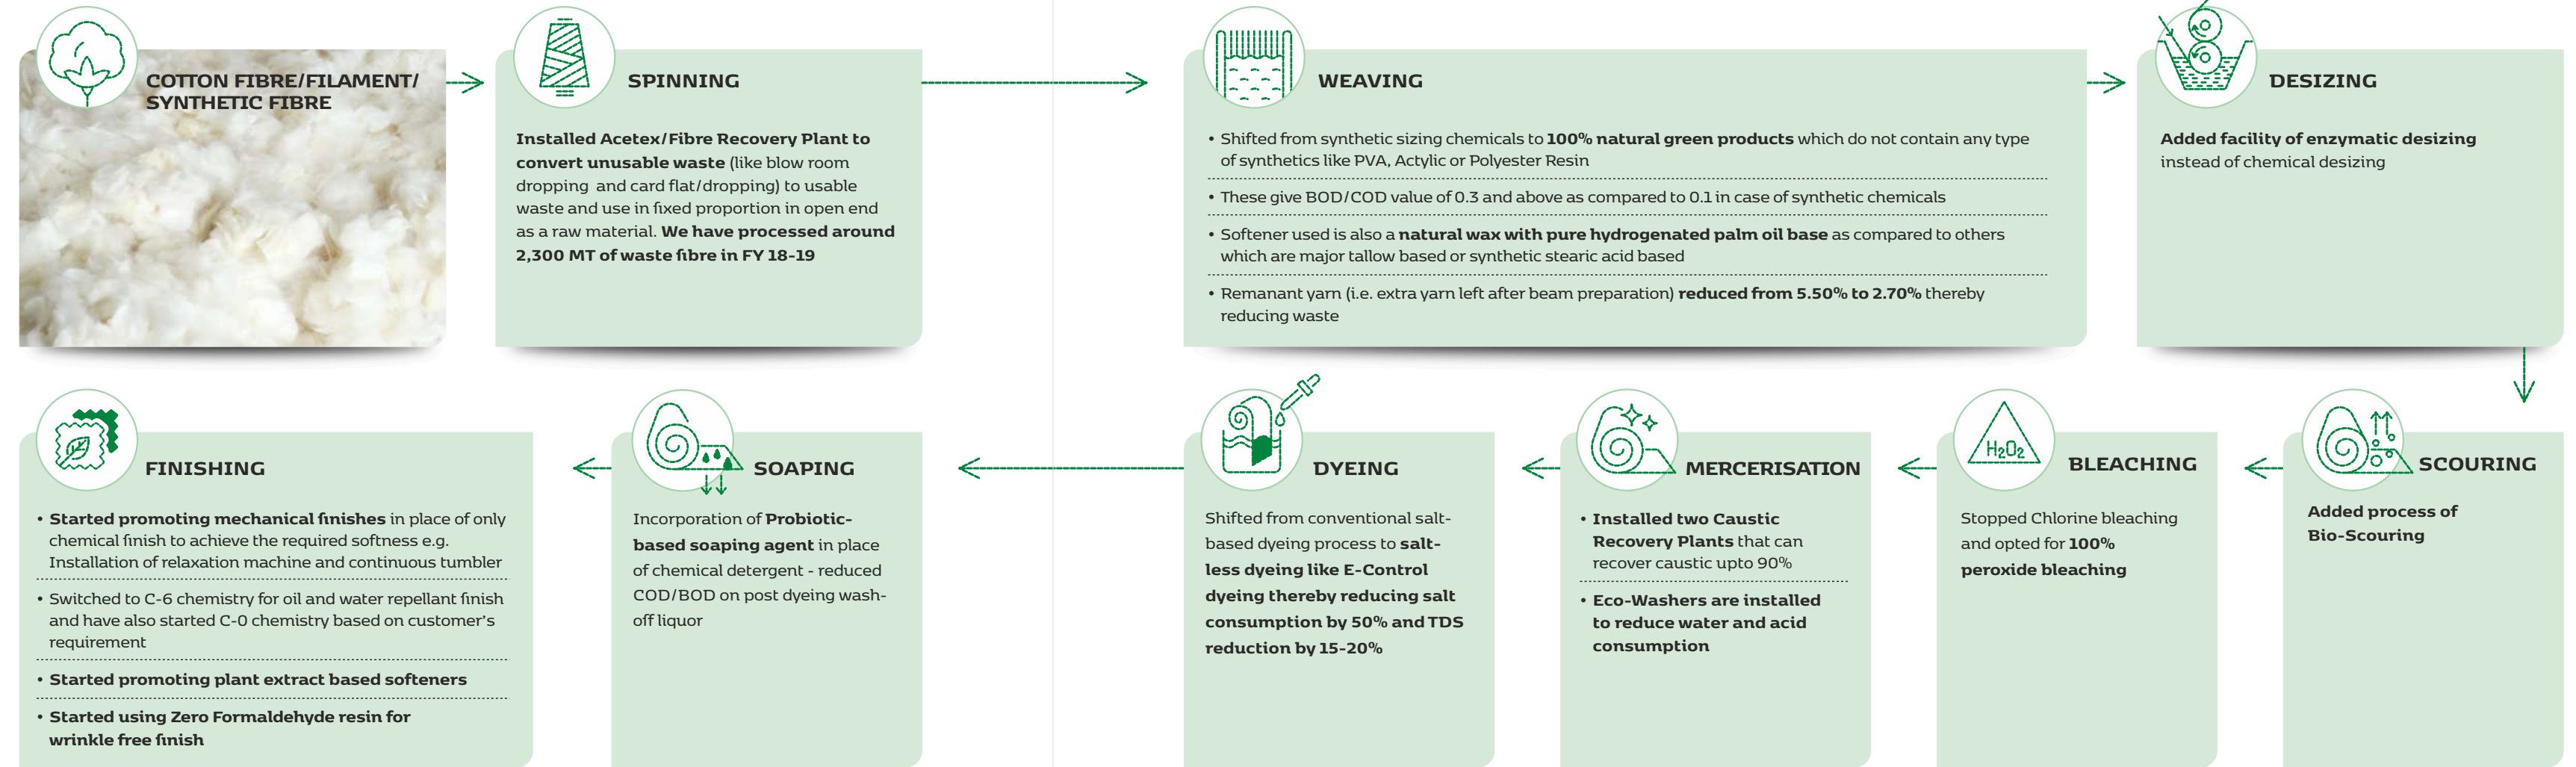 COTTON FIBRE/FILAMENT/
SYNTHETIC FIBRE
SPINNING
Installed Acetex/Fibre Recovery Plant to
convert unusable waste (like blow room
dropping and card flat/dropping) to usable
waste and use in fixed proportion in open end
as a raw material. We have processed around
2,300 MT of waste fibre in FY 18-19
WEAVING
• Shifted from synthetic sizing chemicals to 100% natural green products which do not contain any type
of synthetics like PVA, Actylic or Polyester Resin
• These give BOD/COD value of 0.3 and above as compared to 0.1 in case of synthetic chemicals
• Softener used is also a natural wax with pure hydrogenated palm oil base as compared to others
which are major tallow based or synthetic stearic acid based
• Remanant yarn (i.e. extra yarn left after beam preparation) reduced from 5.50% to 2.70% thereby
reducing waste
DESIZING
Added facility of enzymatic desizing
instead of chemical desizing
SCOURING
Added process of
Bio-Scouring
H₂O₂
BLEACHING
Stopped Chlorine bleaching
and opted for 100%
peroxide bleaching
MERCERISATION
• Installed two Caustic
Recovery Plants that can
recover caustic upto 90%
• Eco-Washers are installed
to reduce water and acid
consumption
DYEING
Shifted from conventional salt-
based dyeing process to salt-
less dyeing like E-Control
dyeing thereby reducing salt
consumption by 50% and TDS
reduction by 15-20%
SOAPING
Incorporation of Probiotic-
based soaping agent in place
of chemical detergent - reduced
COD/BOD on post dyeing wash-
off liquor
FINISHING
• Started promoting mechanical finishes in place of only
chemical finish to achieve the required softness e.g.
Installation of relaxation machine and continuous tumbler
• Switched to C-6 chemistry for oil and water repellant finish
and have also started C-0 chemistry based on customer's
requirement
• Started promoting plant extract based softeners
• Started using Zero Formaldehyde resin for
wrinkle free finish